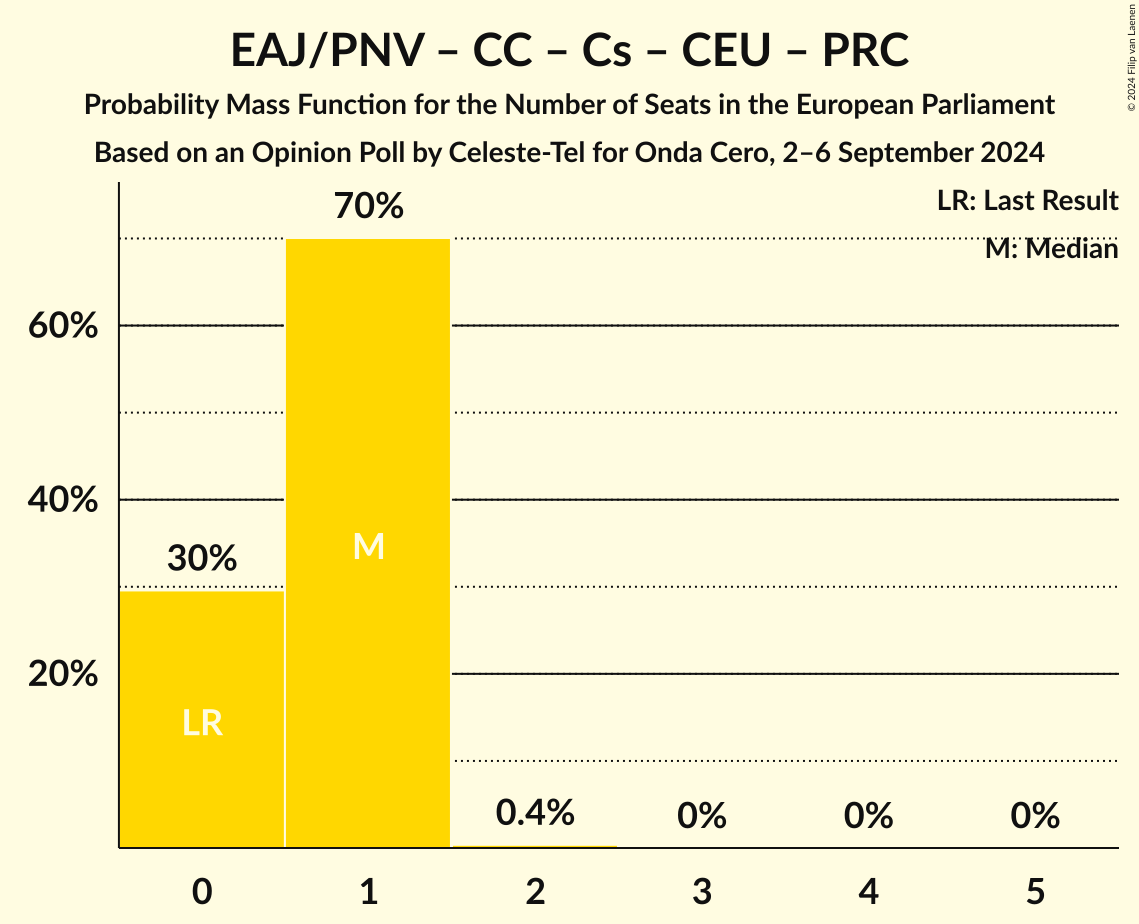 EAJ/PNV – CC – Cs – CEU – PRC
Probability Mass Function for the Number of Seats in the European Parliament
Based on an Opinion Poll by Celeste-Tel for Onda Cero, 2–6 September 2024
© 2024 Filip van Laenen
LR: Last Result
M: Median
70%
60%
40%
30%
M
20%
LR
0.4%
0%
0%
0%
0
1
2
3
4
5